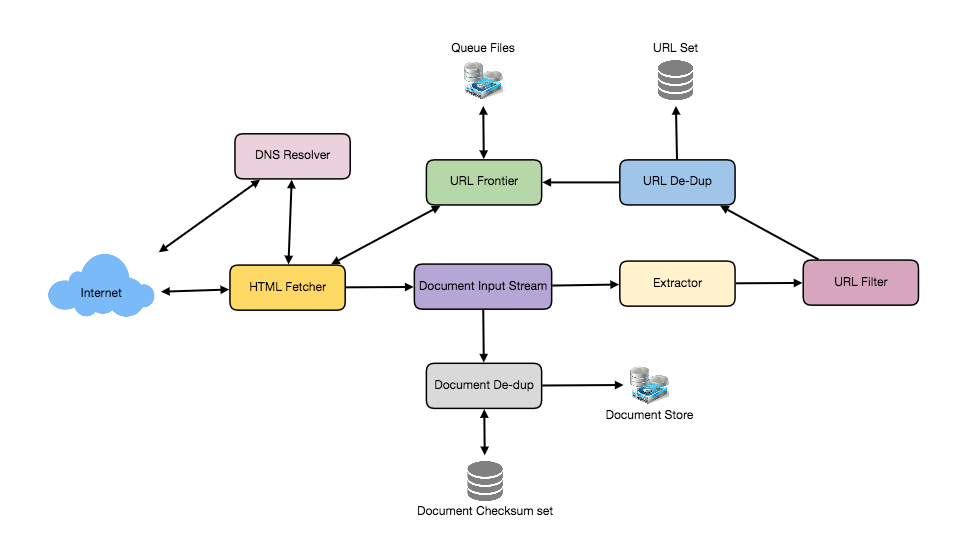 Queue Files
URL Set
DNS Resolver
URL Frontier
URL De-Dup
Internet
HTML Fetcher
Document Input Stream
Extractor
URL Filter
Document De-dup
Document Store
Document Checksum set